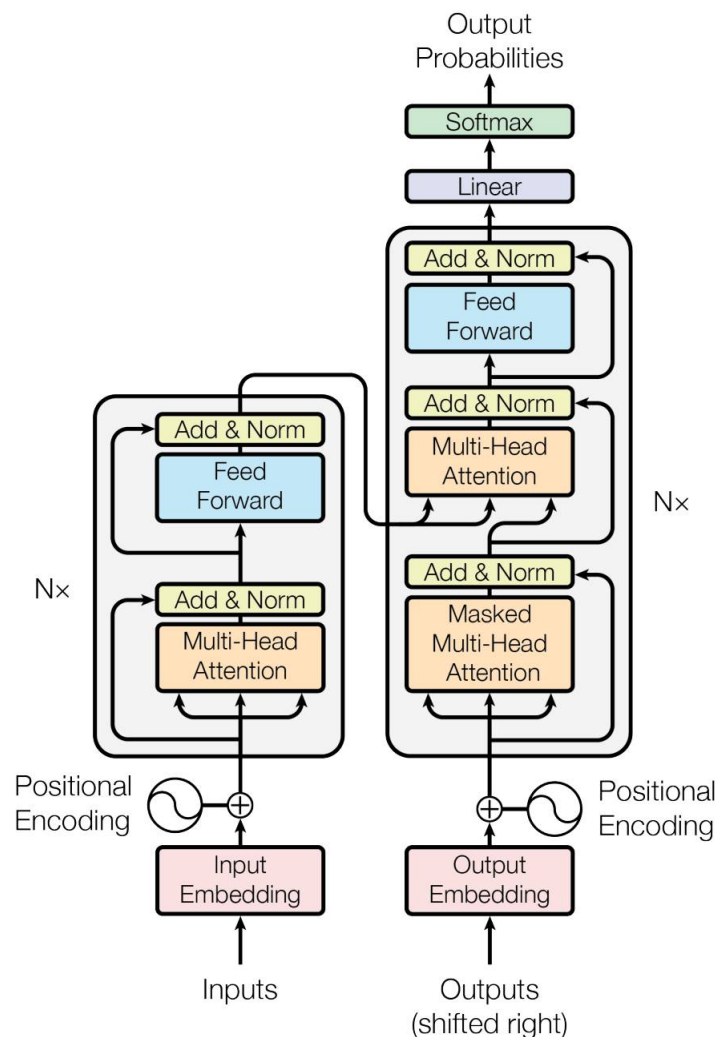 Output
Probabilities
Softmax
Linear
Add & Norm
Feed
Forward
Add & Norm
Multi-Head
Attention
Add & Norm
Masked
Multi-Head
Attention
Nx
Add & Norm
Feed
Forward
Add & Norm
Multi-Head
Attention
Nx
Positional
Encoding
Positional
Encoding
Input
Embedding
Output
Embedding
Inputs
Outputs
(shifted right)